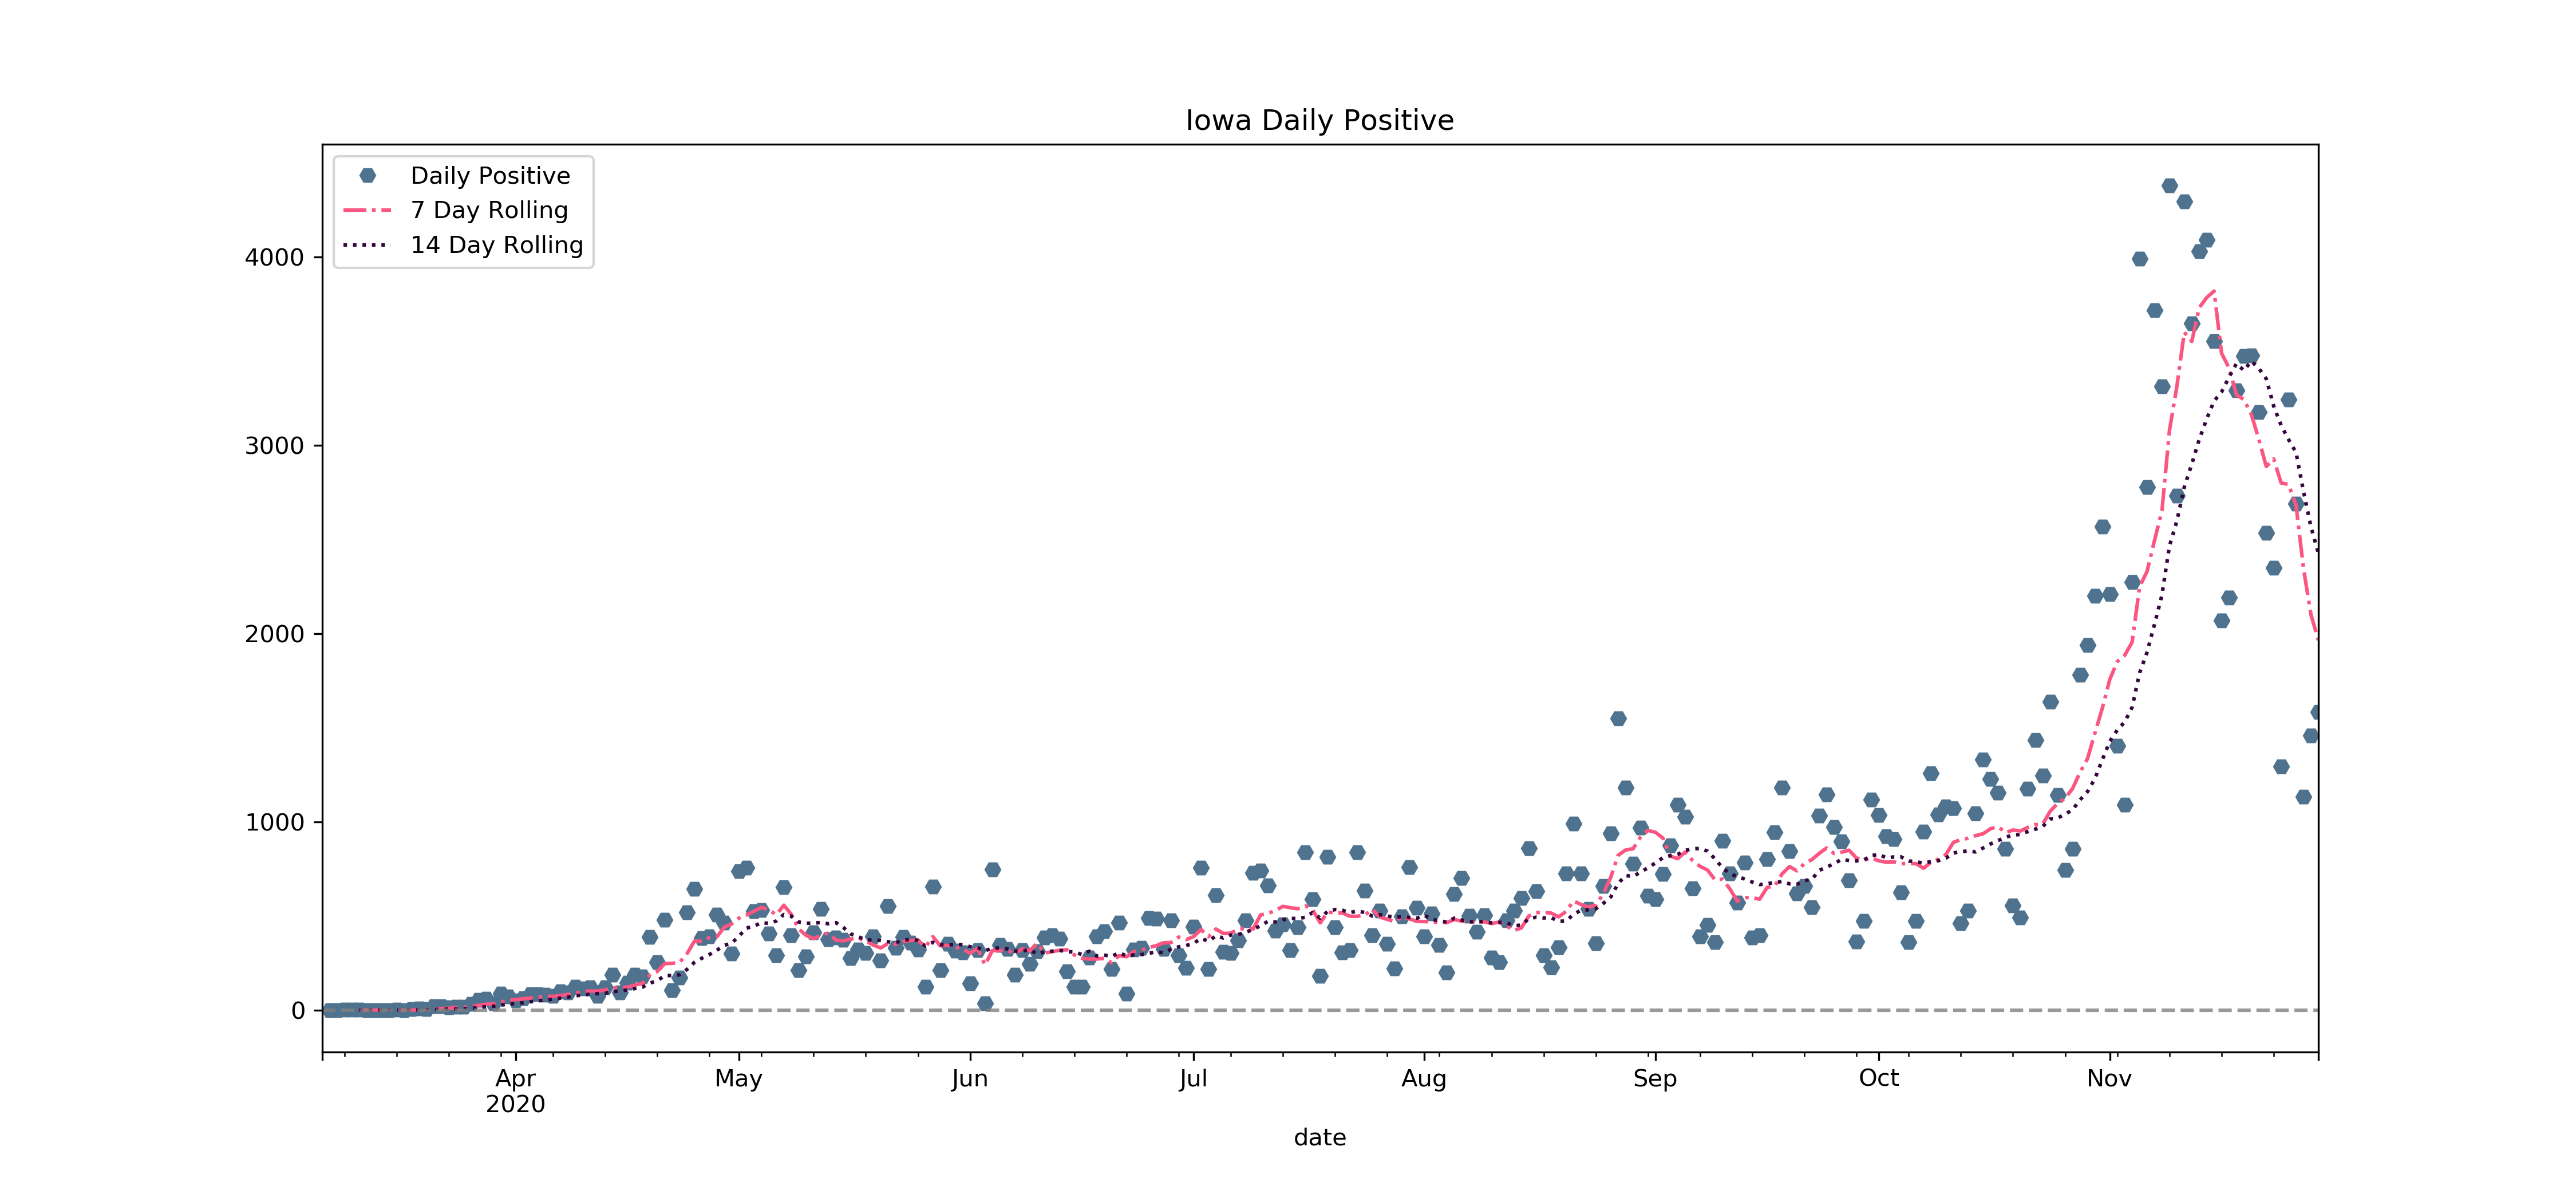 Iowa Daily Positive
Daily Positive
7 Day Rolling
14 Day Rolling
4000
3000
2000
1000
0
Apr May Jun Jul Aug Sep Oct Nov
2020
date